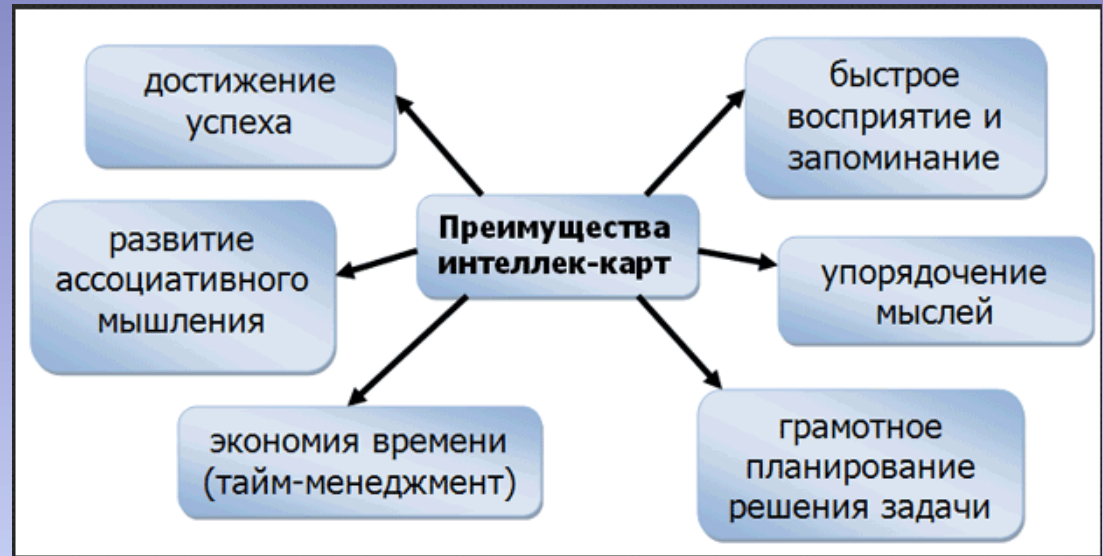 достижение
успеха
быстрое
восприятие и
запоминание
Преимущества
интеллек-карт
развитие
ассоциативного
мышления
упорядочение
мыслей
экономия времени
(тайм-менеджмент)
грамотное
планирование
решения задачи